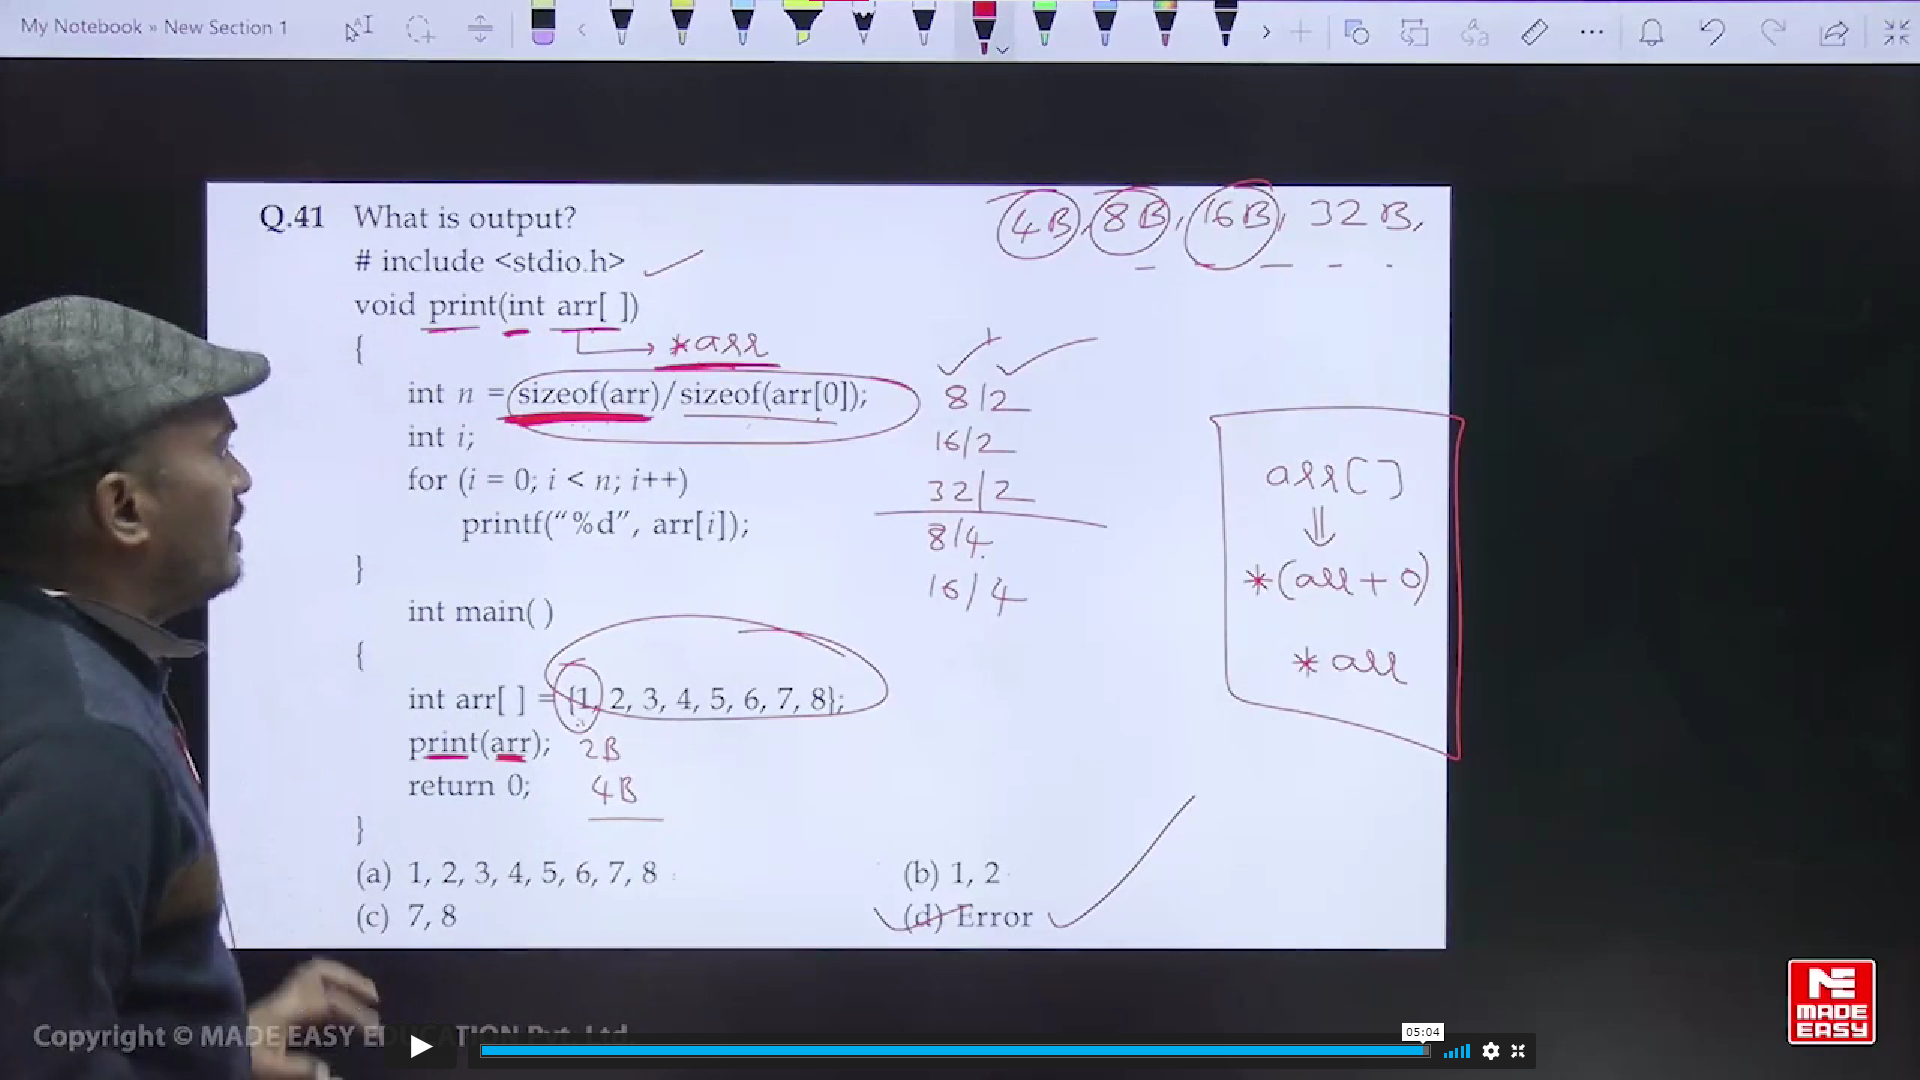 My Notebook » New Section 1
Q.41 What is output?
# include <stdio.h>
void print(int arr[ ])
{
*arr
int n = sizeof(arr)/sizeof(arr[0]);
int i;
for (i = 0; i < n; i++)
printf("%d", arr[i]);
}
int main( )
{
int arr[ ] = {1, 2, 3, 4, 5, 6, 7, 8};
print(arr); 2B
return 0; 4B
}
(a) 1, 2, 3, 4, 5, 6, 7, 8
(b) 1, 2
(c) 7, 8
(d) Error
4B, 8B, 16B, 32B,
8/2
16/2
32/2
8/4
16/4
arr[]
⇓
*(arr+0)
*arr
Copyright © MADE EASY EDUCATION Pvt. Ltd.
05:04
ME
MADE
EASY